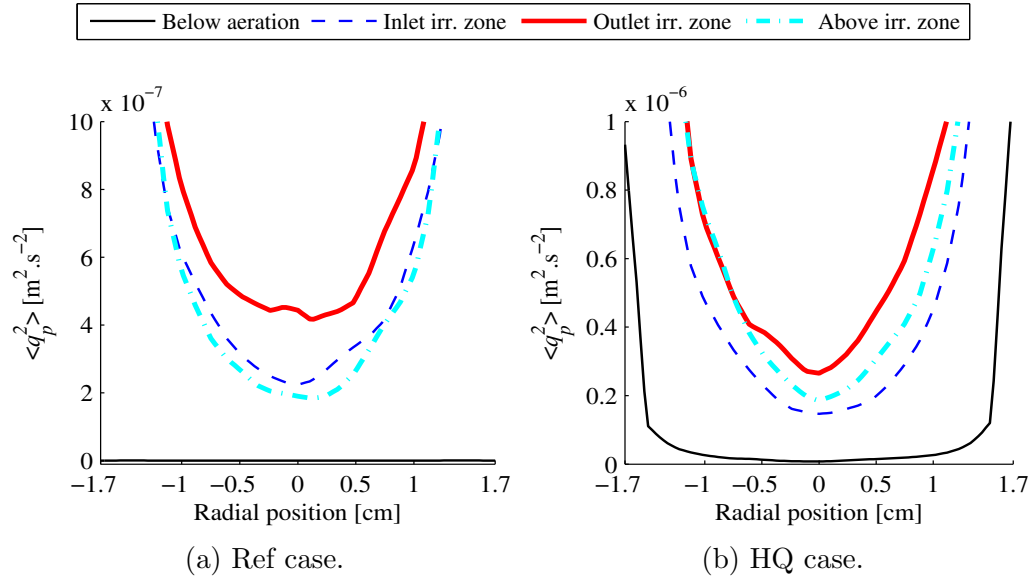 Below aeration Inlet irr. zone Outlet irr. zone Above irr. zone
x 10⁻⁷
10
8
6
4
2
0
<q_p^2> [m².s⁻²]
−1.7 −1 −0.5 0 0.5 1 1.7
Radial position [cm]
(a) Ref case.
x 10⁻⁶
1
0.8
0.6
0.4
0.2
0
<q_p^2> [m².s⁻²]
−1.7 −1 −0.5 0 0.5 1 1.7
Radial position [cm]
(b) HQ case.